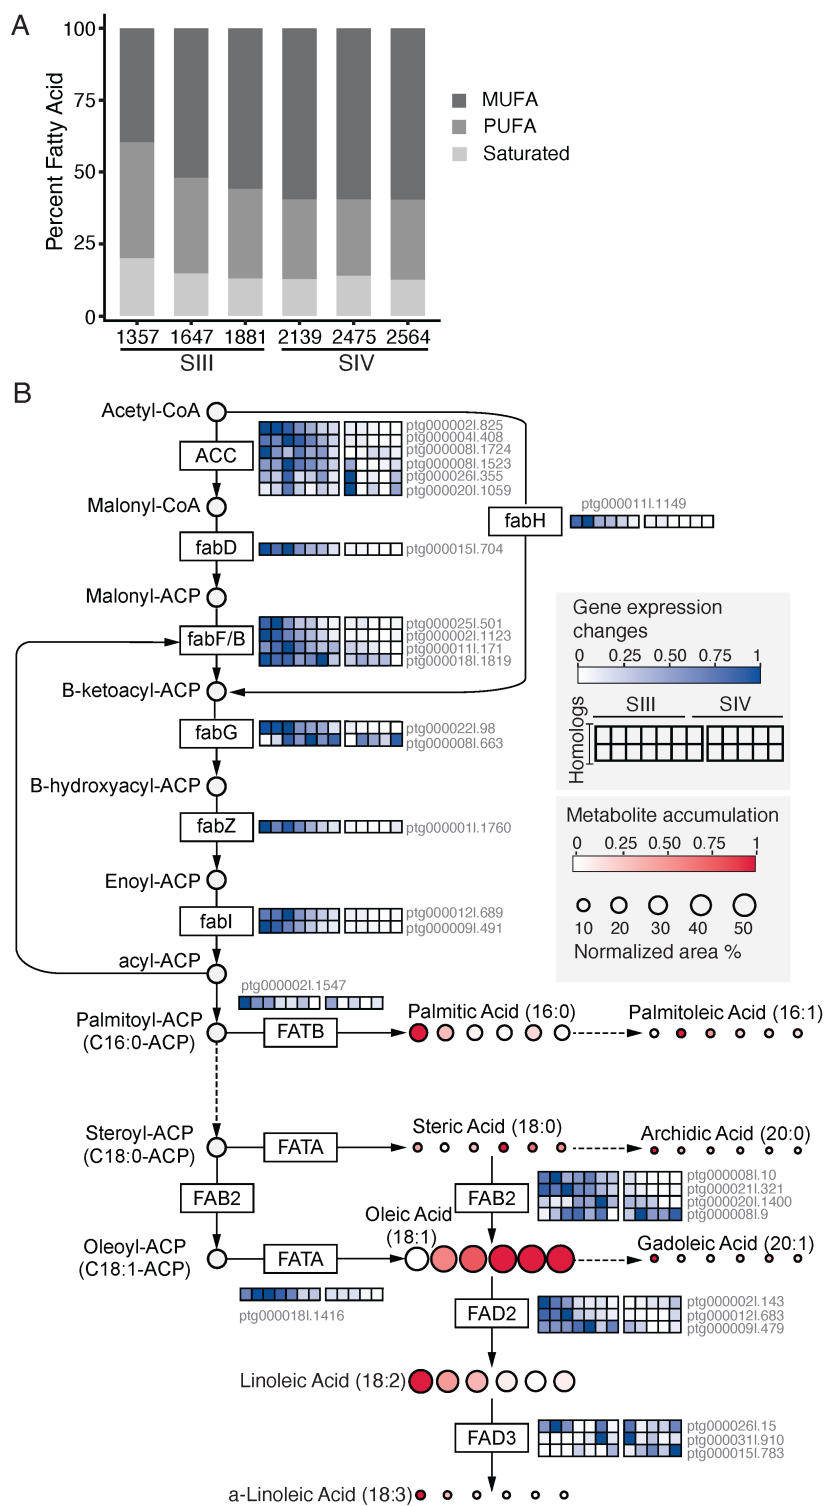 A
100
75
50
25
0
Percent Fatty Acid
MUFA
PUFA
Saturated
1357 1647 1881 2139 2475 2564
SIII SIV
B
Acetyl-CoA
ptg000002l.825
ptg000004l.408
ptg000008l.1724
ptg000008l.1523
ptg000026l.355
ptg000020l.1059
ACC
Malonyl-CoA
ptg000011l.1149
fabH
fabD
ptg000015l.704
Malonyl-ACP
fabF/B
ptg000025l.501
ptg000002l.1123
ptg000011l.171
ptg000018l.1819
B-ketoacyl-ACP
fabG
ptg000022l.98
ptg000008l.663
B-hydroxyacyl-ACP
fabZ
ptg000001l.1760
Enoyl-ACP
fabI
ptg000012l.689
ptg000009l.491
acyl-ACP
Gene expression
changes
0 0.25 0.75 1
SIII SIV
Homologs
Metabolite accumulation
0 0.25 0.75 1
10 20 30 40 50
Normalized area %
ptg000002l.1547
Palmitoyl-ACP
(C16:0-ACP)
FATB
Palmitic Acid (16:0)
Palmitoleic Acid (16:1)
Steroyl-ACP
(C18:0-ACP)
FATA
Steric Acid (18:0)
Archidic Acid (20:0)
FAB2
FAB2
ptg000008l.10
ptg000021l.321
ptg000020l.1400
ptg000008l.9
Oleoyl-ACP
(C18:1-ACP)
FATA
Oleic Acid
(18:1)
Gadoleic Acid (20:1)
ptg000018l.1416
FAD2
ptg000002l.143
ptg000012l.683
ptg000009l.479
Linoleic Acid (18:2)
FAD3
ptg000026l.15
ptg000031l.910
ptg000015l.783
a-Linoleic Acid (18:3)